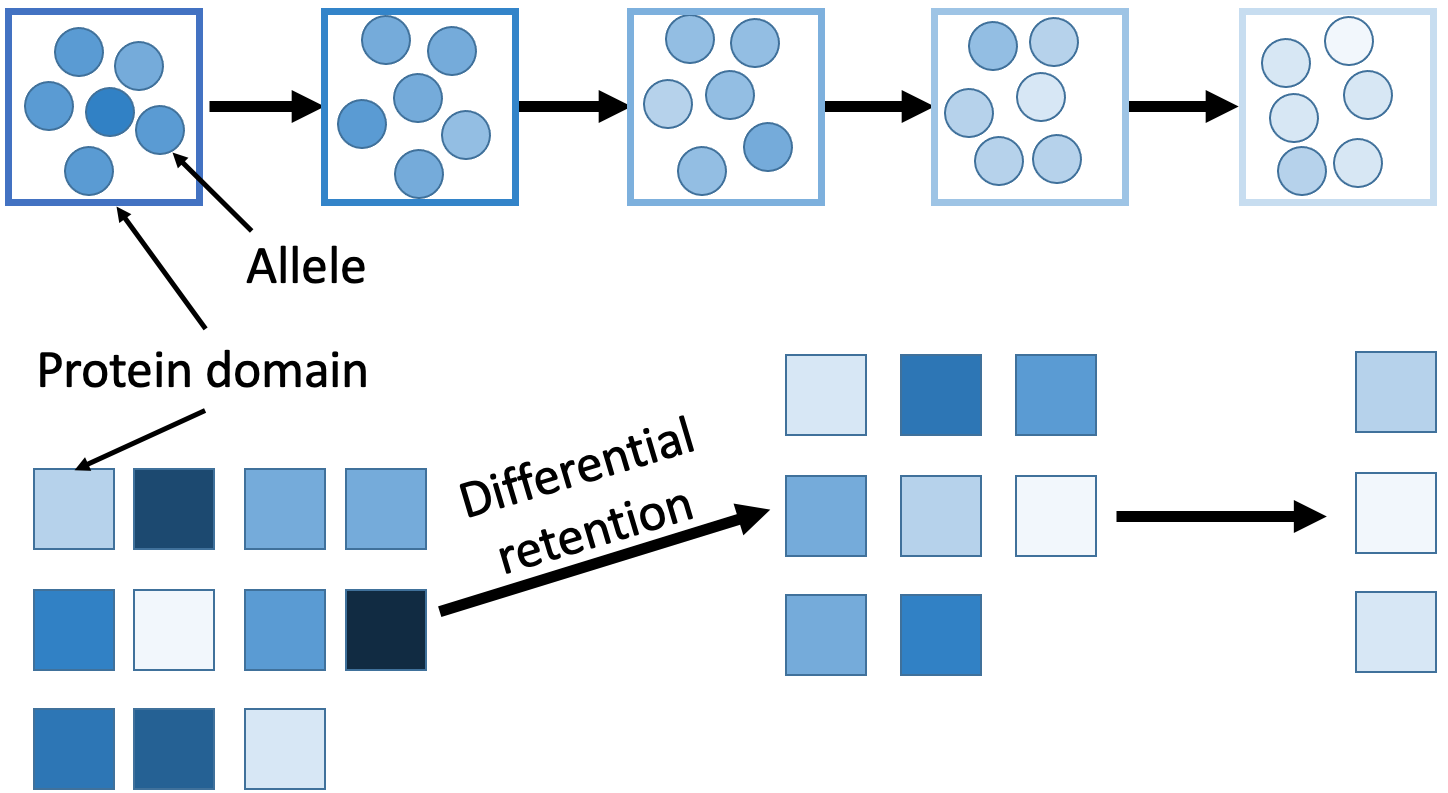 Allele
Protein domain
Differential
retention